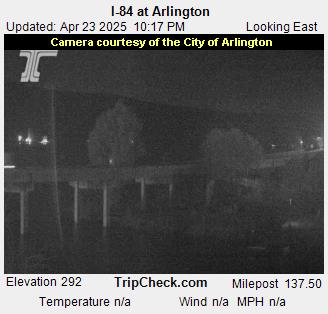 I-84 at Arlington
Updated: Apr 23 2025 10:17 PM Looking East
Camera courtesy of the City of Arlington
Elevation 292 TripCheck.com Milepost 137.50
Temperature n/a Wind n/a MPH n/a